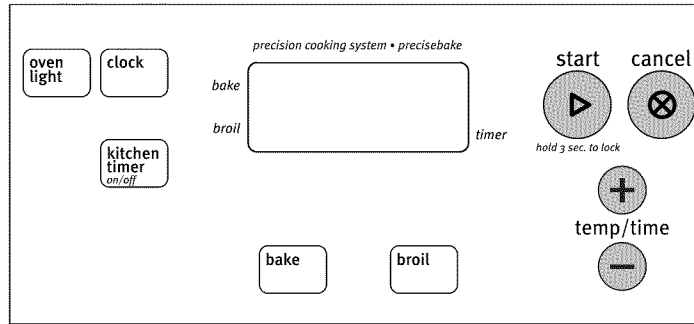 precision cooking system • precisebake
oven
light
clock
bake
broil
timer
start
cancel
hold 3 sec. to lock
kitchen
timer
on/off
temp/time
bake
broil